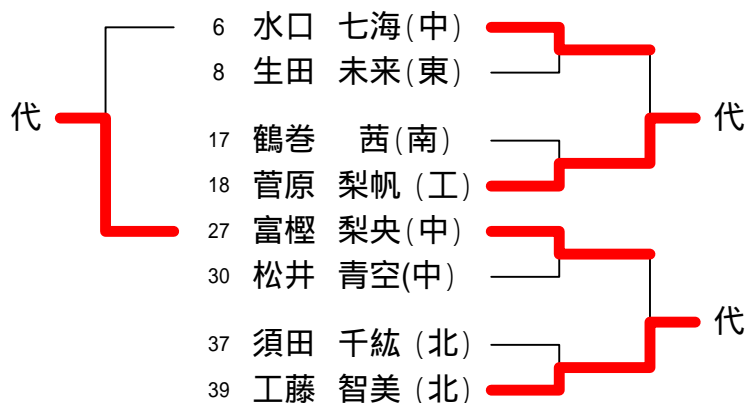 6 水口 七海(中)
8 生田 未来(東)
代 代
17 鶴巻 茜(南)
18 菅原 梨帆(工)
27 富樫 梨央(中)
30 松井 青空(中)
代
37 須田 千紘(北)
39 工藤 智美(北)